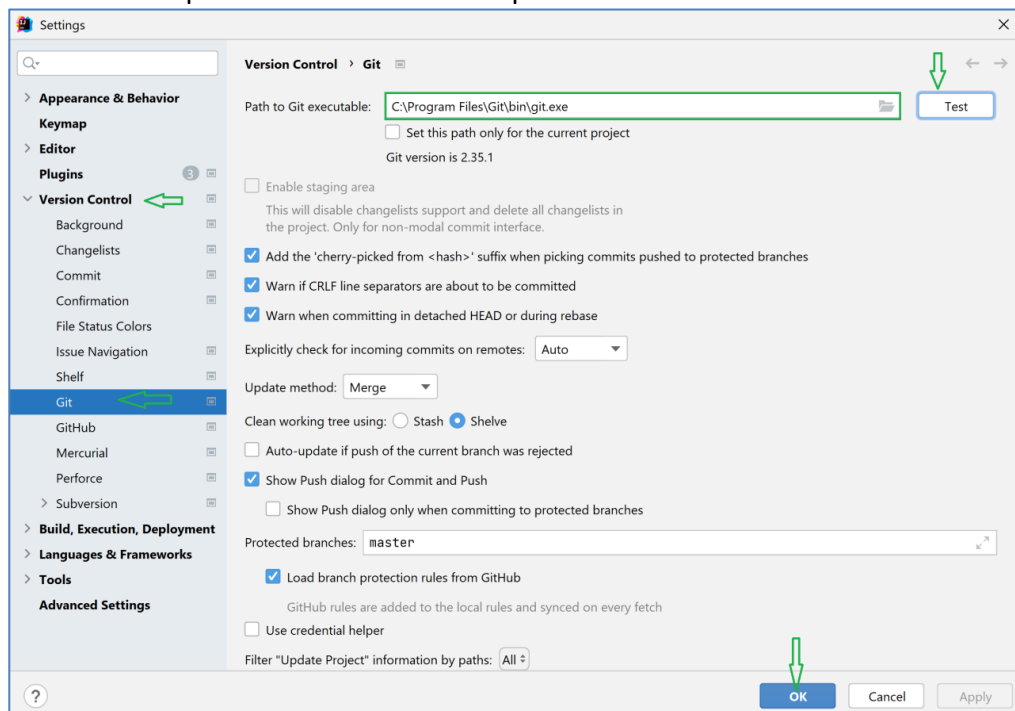 Settings
Version Control › Git
Appearance & Behavior
Keymap
Editor
Plugins 3
Version Control
Background
Changelists
Commit
Confirmation
File Status Colors
Issue Navigation
Shelf
Git
GitHub
Mercurial
Perforce
Subversion
Build, Execution, Deployment
Languages & Frameworks
Tools
Advanced Settings
Path to Git executable: C:\Program Files\Git\bin\git.exe Test
Set this path only for the current project
Git version is 2.35.1
Enable staging area
This will disable changelists support and delete all changelists in
the project. Only for non-modal commit interface.
Add the 'cherry-picked from <hash>' suffix when picking commits pushed to protected branches
Warn if CRLF line separators are about to be committed
Warn when committing in detached HEAD or during rebase
Explicitly check for incoming commits on remotes: Auto
Update method: Merge
Clean working tree using: Stash Shelve
Auto-update if push of the current branch was rejected
Show Push dialog for Commit and Push
Show Push dialog only when committing to protected branches
Protected branches: master
Load branch protection rules from GitHub
GitHub rules are added to the local rules and synced on every fetch
Use credential helper
Filter "Update Project" information by paths: All
? OK Cancel Apply